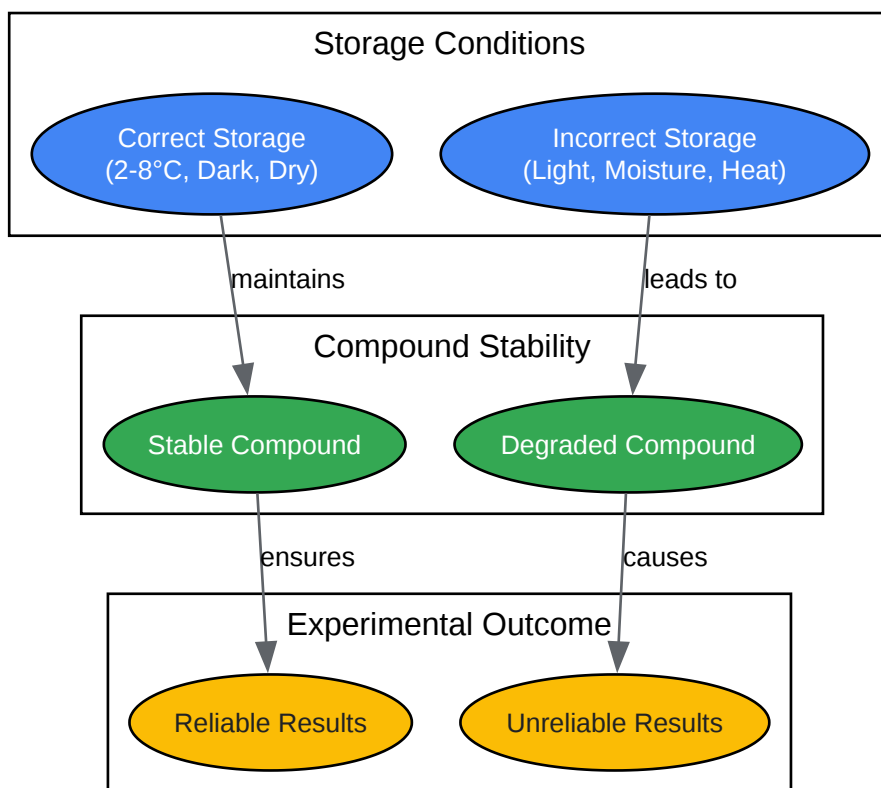 Storage Conditions
Correct Storage
(2-8°C, Dark, Dry)
Incorrect Storage
(Light, Moisture, Heat)
maintains
leads to
Compound Stability
Stable Compound
Degraded Compound
ensures
causes
Experimental Outcome
Reliable Results
Unreliable Results